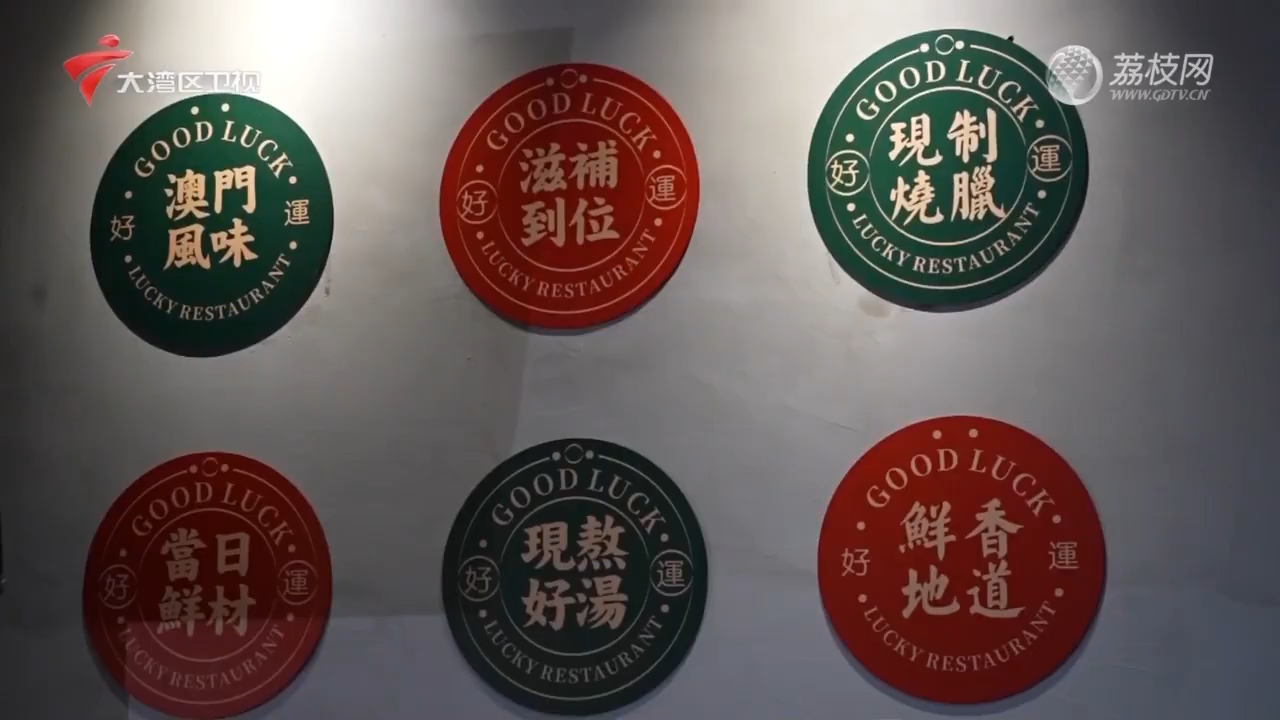 大湾区卫视
荔枝网
WWW.GDTV.CN
GOOD LUCK
澳門
風味
好 運
LUCKY RESTAURANT
GOOD LUCK
滋補
到位
好 運
LUCKY RESTAURANT
GOOD LUCK
現制
燒臘
好 運
LUCKY RESTAURANT
GOOD LUCK
當日
鮮材
好 運
LUCKY RESTAURANT
GOOD LUCK
現熬
好湯
好 運
LUCKY RESTAURANT
GOOD LUCK
鮮香
地道
好 運
LUCKY RESTAURANT